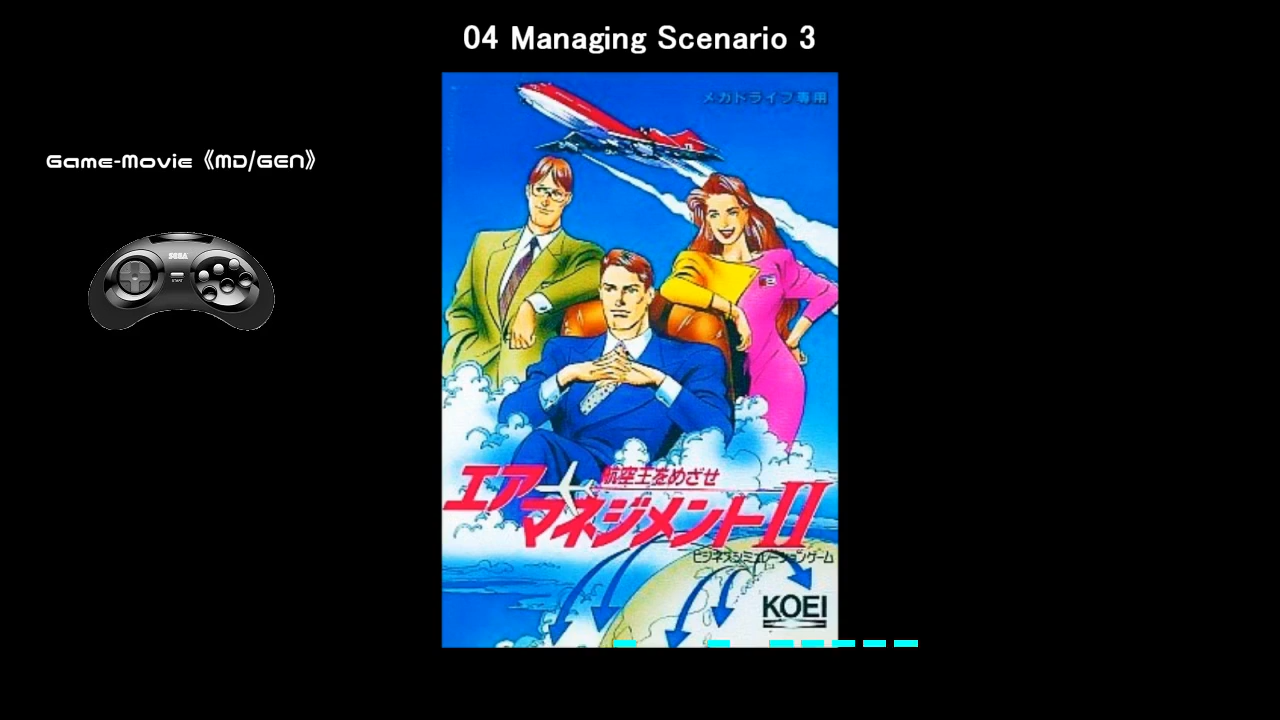 04 Managing Scenario 3
メガドライブ専用
Game-Movie《MD/GEN》
SEGA
START
航空王をめざせ
エアマネジメントII
ビジネスシミュレーションゲーム
KOEI